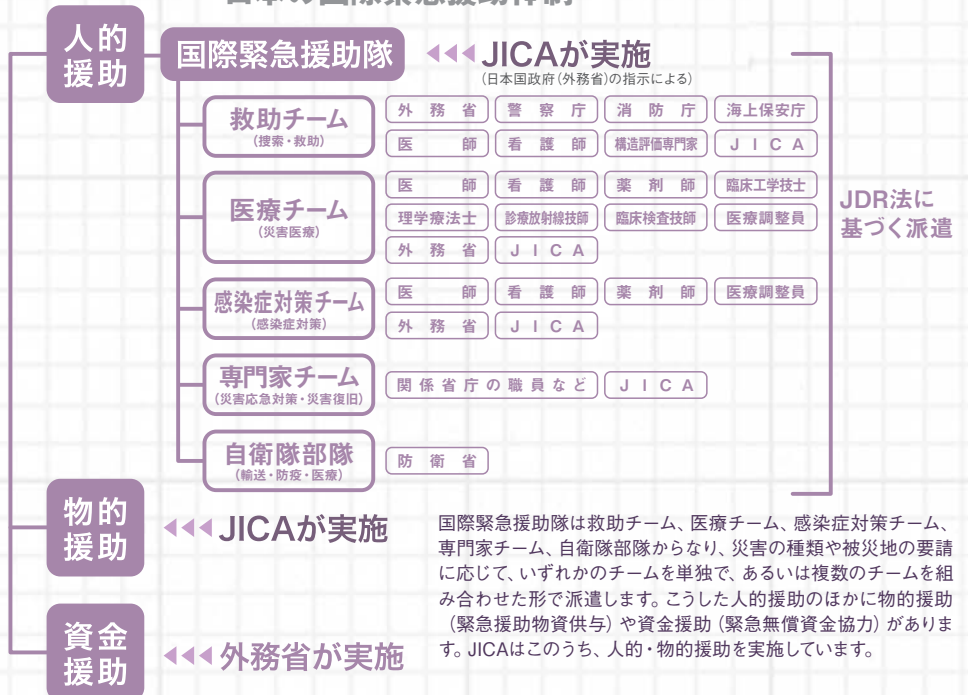 日本の国際緊急援助体制
人的
援助
国際緊急援助隊
JICAが実施
(日本国政府(外務省)の指示による)
救助チーム
(捜索・救助)
外務省 警察庁 消防庁 海上保安庁
医師 看護師 構造評価専門家 JICA
医療チーム
(災害医療)
医師 看護師 薬剤師 臨床工学技士
理学療法士 診療放射線技師 臨床検査技師 医療調整員
外務省 JICA
感染症対策チーム
(感染症対策)
医師 看護師 薬剤師 医療調整員
外務省 JICA
専門家チーム
(災害応急対策・災害復旧)
関係省庁の職員など JICA
自衛隊部隊
(輸送・防疫・医療)
防衛省
JDR法に
基づく派遣
物的
援助
JICAが実施
資金
援助
外務省が実施
国際緊急援助隊は救助チーム、医療チーム、感染症対策チーム、
専門家チーム、自衛隊部隊からなり、災害の種類や被災地の要請
に応じて、いずれかのチームを単独で、あるいは複数のチームを組
み合わせた形で派遣します。こうした人的援助のほかに物的援助
(緊急援助物資供与)や資金援助(緊急無償資金協力)がありま
す。JICAはこのうち、人的・物的援助を実施しています。